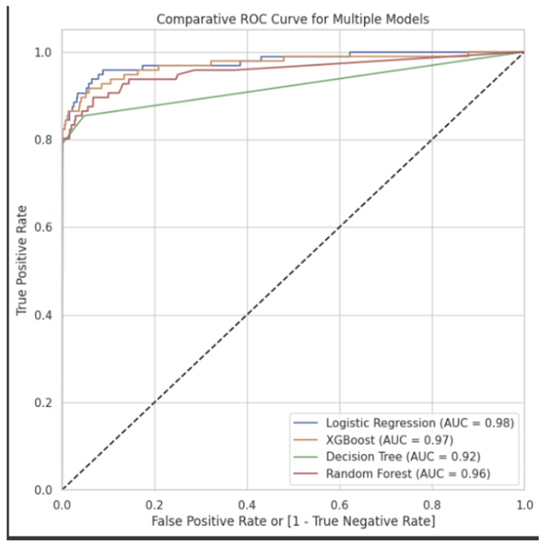 Comparative ROC Curve for Multiple Models
1.0
0.8
0.6
0.4
0.2
0.0
True Positive Rate
Logistic Regression (AUC = 0.98)
XGBoost (AUC = 0.97)
Decision Tree (AUC = 0.92)
Random Forest (AUC = 0.96)
0.0 0.2 0.4 0.6 0.8 1.0
False Positive Rate or [1 - True Negative Rate]